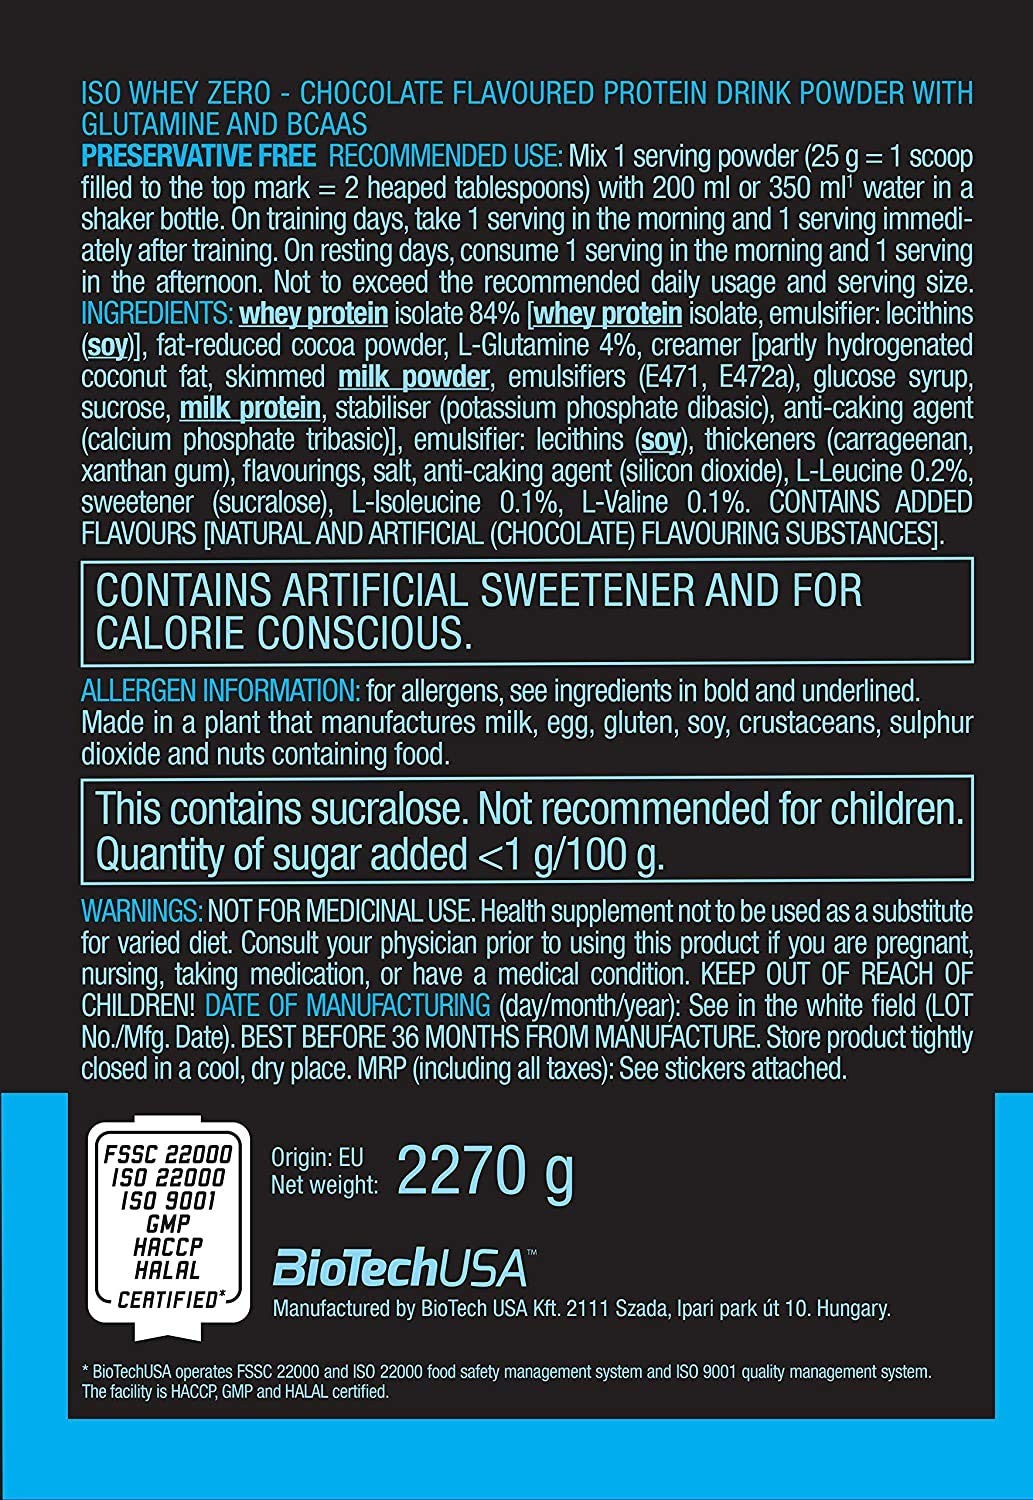 ISO WHEY ZERO - CHOCOLATE FLAVOURED PROTEIN DRINK POWDER WITH
GLUTAMINE AND BCAAS
PRESERVATIVE FREE RECOMMENDED USE: Mix 1 serving powder (25 g = 1 scoop
filled to the top mark = 2 heaped tablespoons) with 200 ml or 350 ml¹ water in a
shaker bottle. On training days, take 1 serving in the morning and 1 serving immedi-
ately after training. On resting days, consume 1 serving in the morning and 1 serving
in the afternoon. Not to exceed the recommended daily usage and serving size.
INGREDIENTS: whey protein isolate 84% [whey protein isolate, emulsifier: lecithins
(soy)], fat-reduced cocoa powder, L-Glutamine 4%, creamer [partly hydrogenated
coconut fat, skimmed milk powder, emulsifiers (E471, E472a), glucose syrup,
sucrose, milk protein, stabiliser (potassium phosphate dibasic), anti-caking agent
(calcium phosphate tribasic)], emulsifier: lecithins (soy), thickeners (carrageenan,
xanthan gum), flavourings, salt, anti-caking agent (silicon dioxide), L-Leucine 0.2%,
sweetener (sucralose), L-Isoleucine 0.1%, L-Valine 0.1%. CONTAINS ADDED
FLAVOURS [NATURAL AND ARTIFICIAL (CHOCOLATE) FLAVOURING SUBSTANCES].
CONTAINS ARTIFICIAL SWEETENER AND FOR
CALORIE CONSCIOUS.
ALLERGEN INFORMATION: for allergens, see ingredients in bold and underlined.
Made in a plant that manufactures milk, egg, gluten, soy, crustaceans, sulphur
dioxide and nuts containing food.
This contains sucralose. Not recommended for children.
Quantity of sugar added <1 g/100 g.
WARNINGS: NOT FOR MEDICINAL USE. Health supplement not to be used as a substitute
for varied diet. Consult your physician prior to using this product if you are pregnant,
nursing, taking medication, or have a medical condition. KEEP OUT OF REACH OF
CHILDREN! DATE OF MANUFACTURING (day/month/year): See in the white field (LOT
No./Mfg. Date). BEST BEFORE 36 MONTHS FROM MANUFACTURE. Store product tightly
closed in a cool, dry place. MRP (including all taxes): See stickers attached.
FSSC 22000
ISO 22000
ISO 9001
GMP
HACCP
HALAL
CERTIFIED*
Origin: EU
Net weight: 2270 g
BioTechUSA™
Manufactured by BioTech USA Kft. 2111 Szada, Ipari park út 10. Hungary.
* BioTechUSA operates FSSC 22000 and ISO 22000 food safety management system and ISO 9001 quality management system.
The facility is HACCP, GMP and HALAL certified.